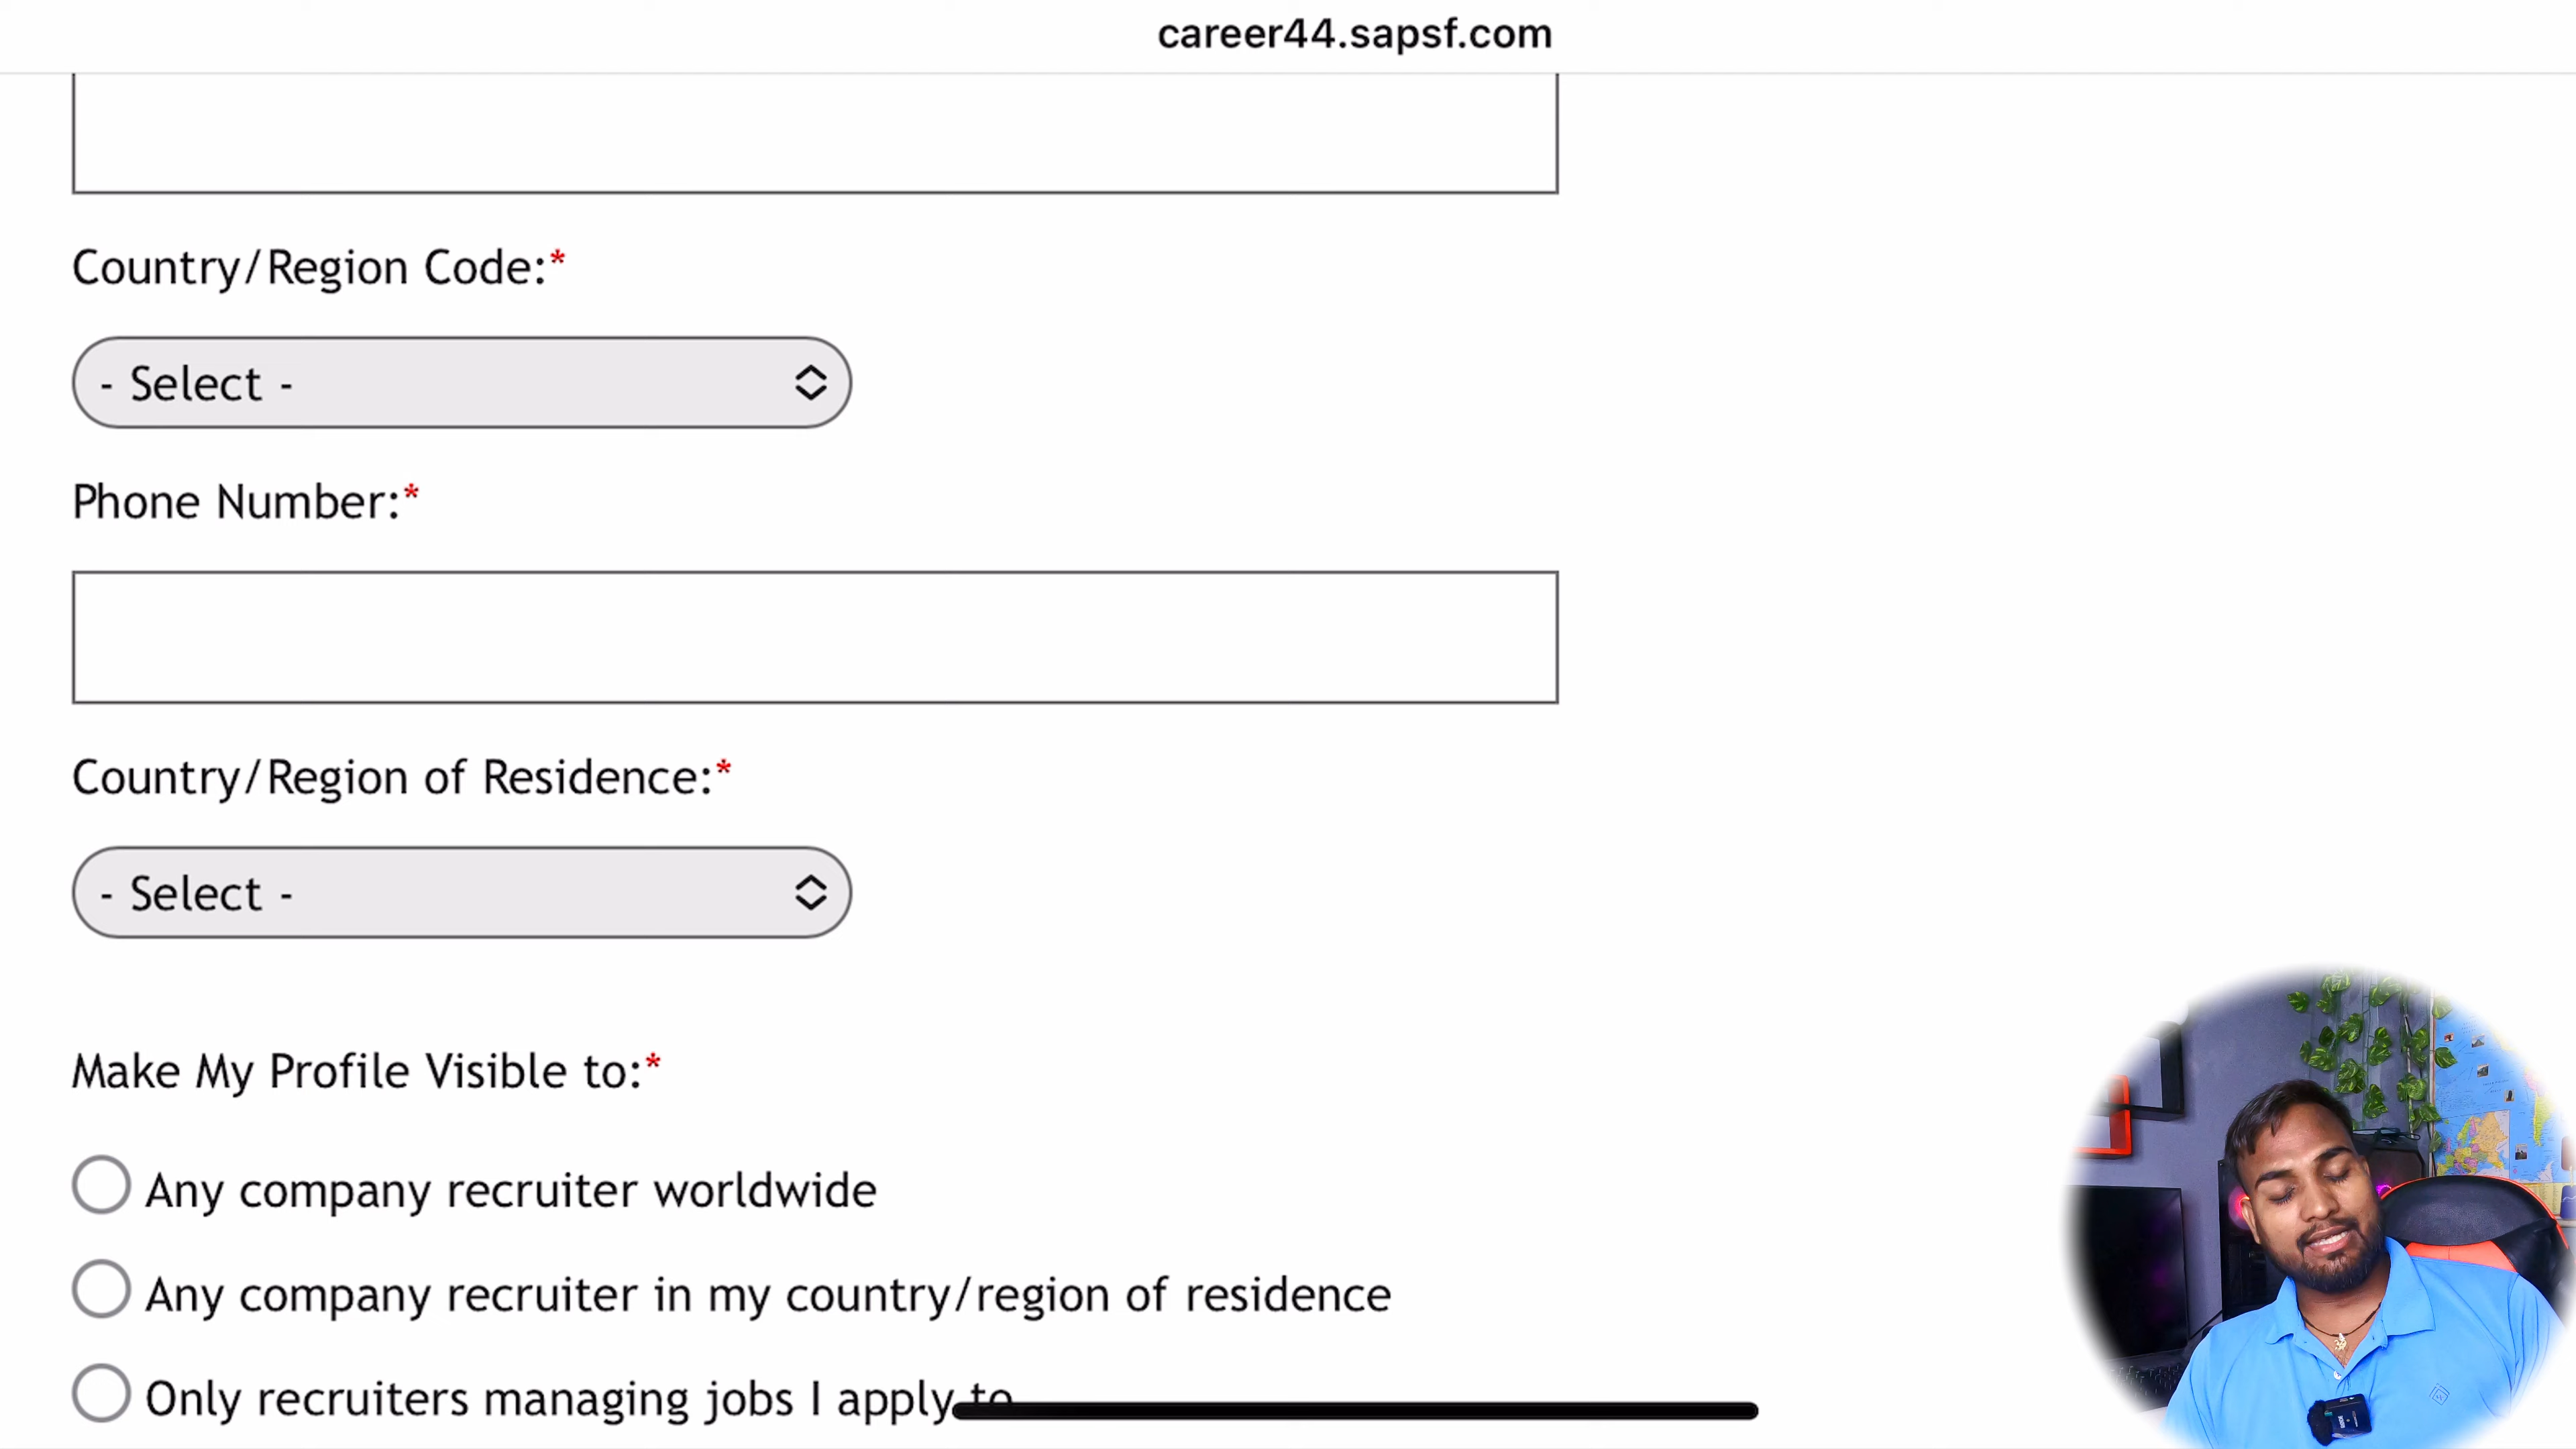 career44.sapsf.com
Country/Region Code:*
- Select -
Phone Number:*
Country/Region of Residence:*
- Select -
Make My Profile Visible to:*
Any company recruiter worldwide
Any company recruiter in my country/region of residence
Only recruiters managing jobs I apply to